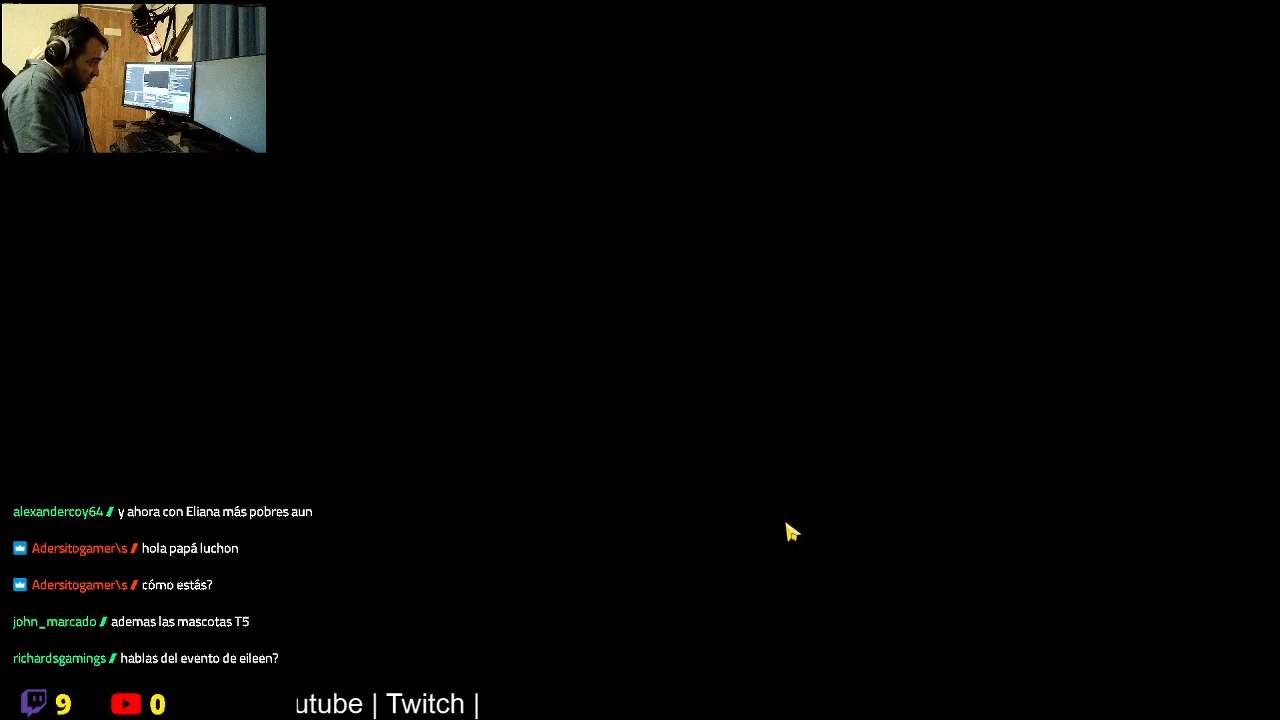 alexandercoy64 // y ahora con Eliana más pobres aun
Adersitogamer\s // hola papá luchon
Adersitogamer\s // cómo estás?
john_marcado // ademas las mascotas T5
richardsgamings // hablas del evento de eileen?
9 0 utube | Twitch |